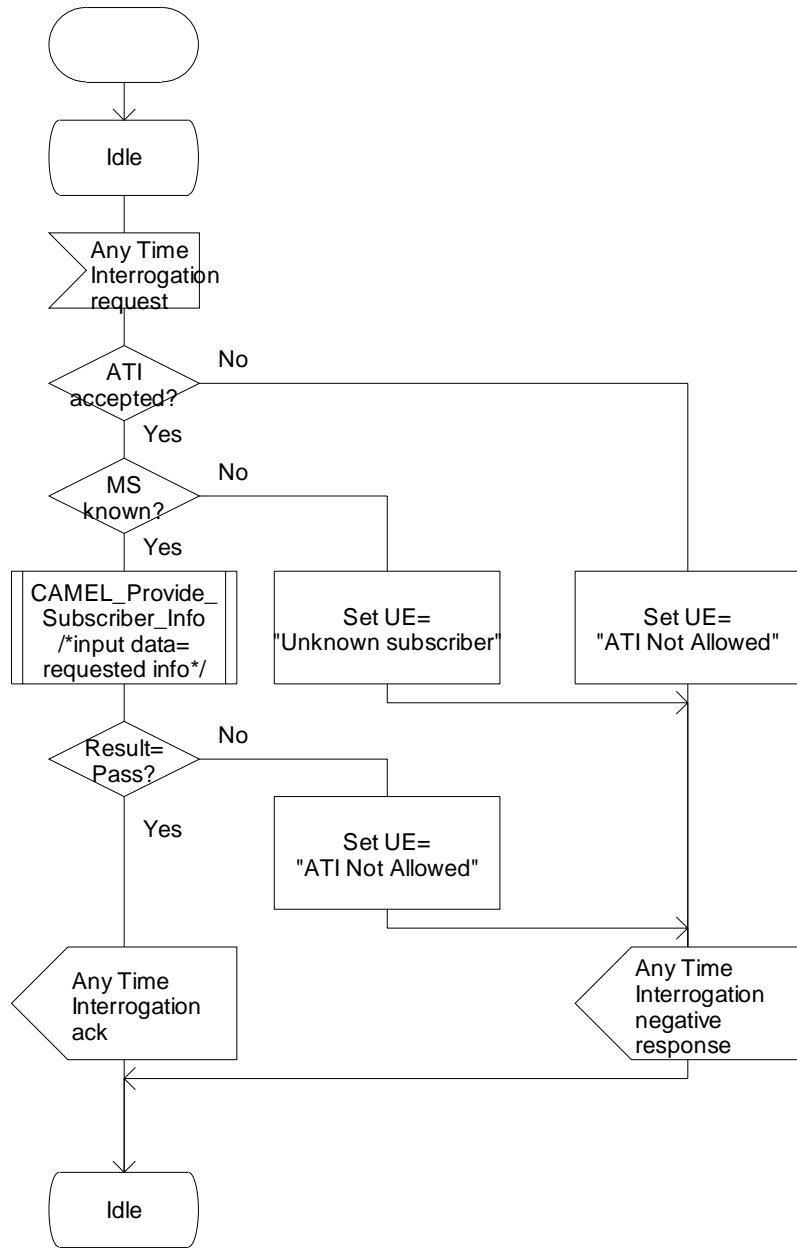 Idle
Any Time
Interrogation
request
ATI
accepted?
No
Yes
MS
known?
No
Yes
CAMEL_Provide_
Subscriber_Info
/*input data=
requested info*/
Set UE=
"Unknown subscriber"
Set UE=
"ATI Not Allowed"
Result=
Pass?
No
Yes
Set UE=
"ATI Not Allowed"
Any Time
Interrogation
ack
Any Time
Interrogation
negative
response
Idle